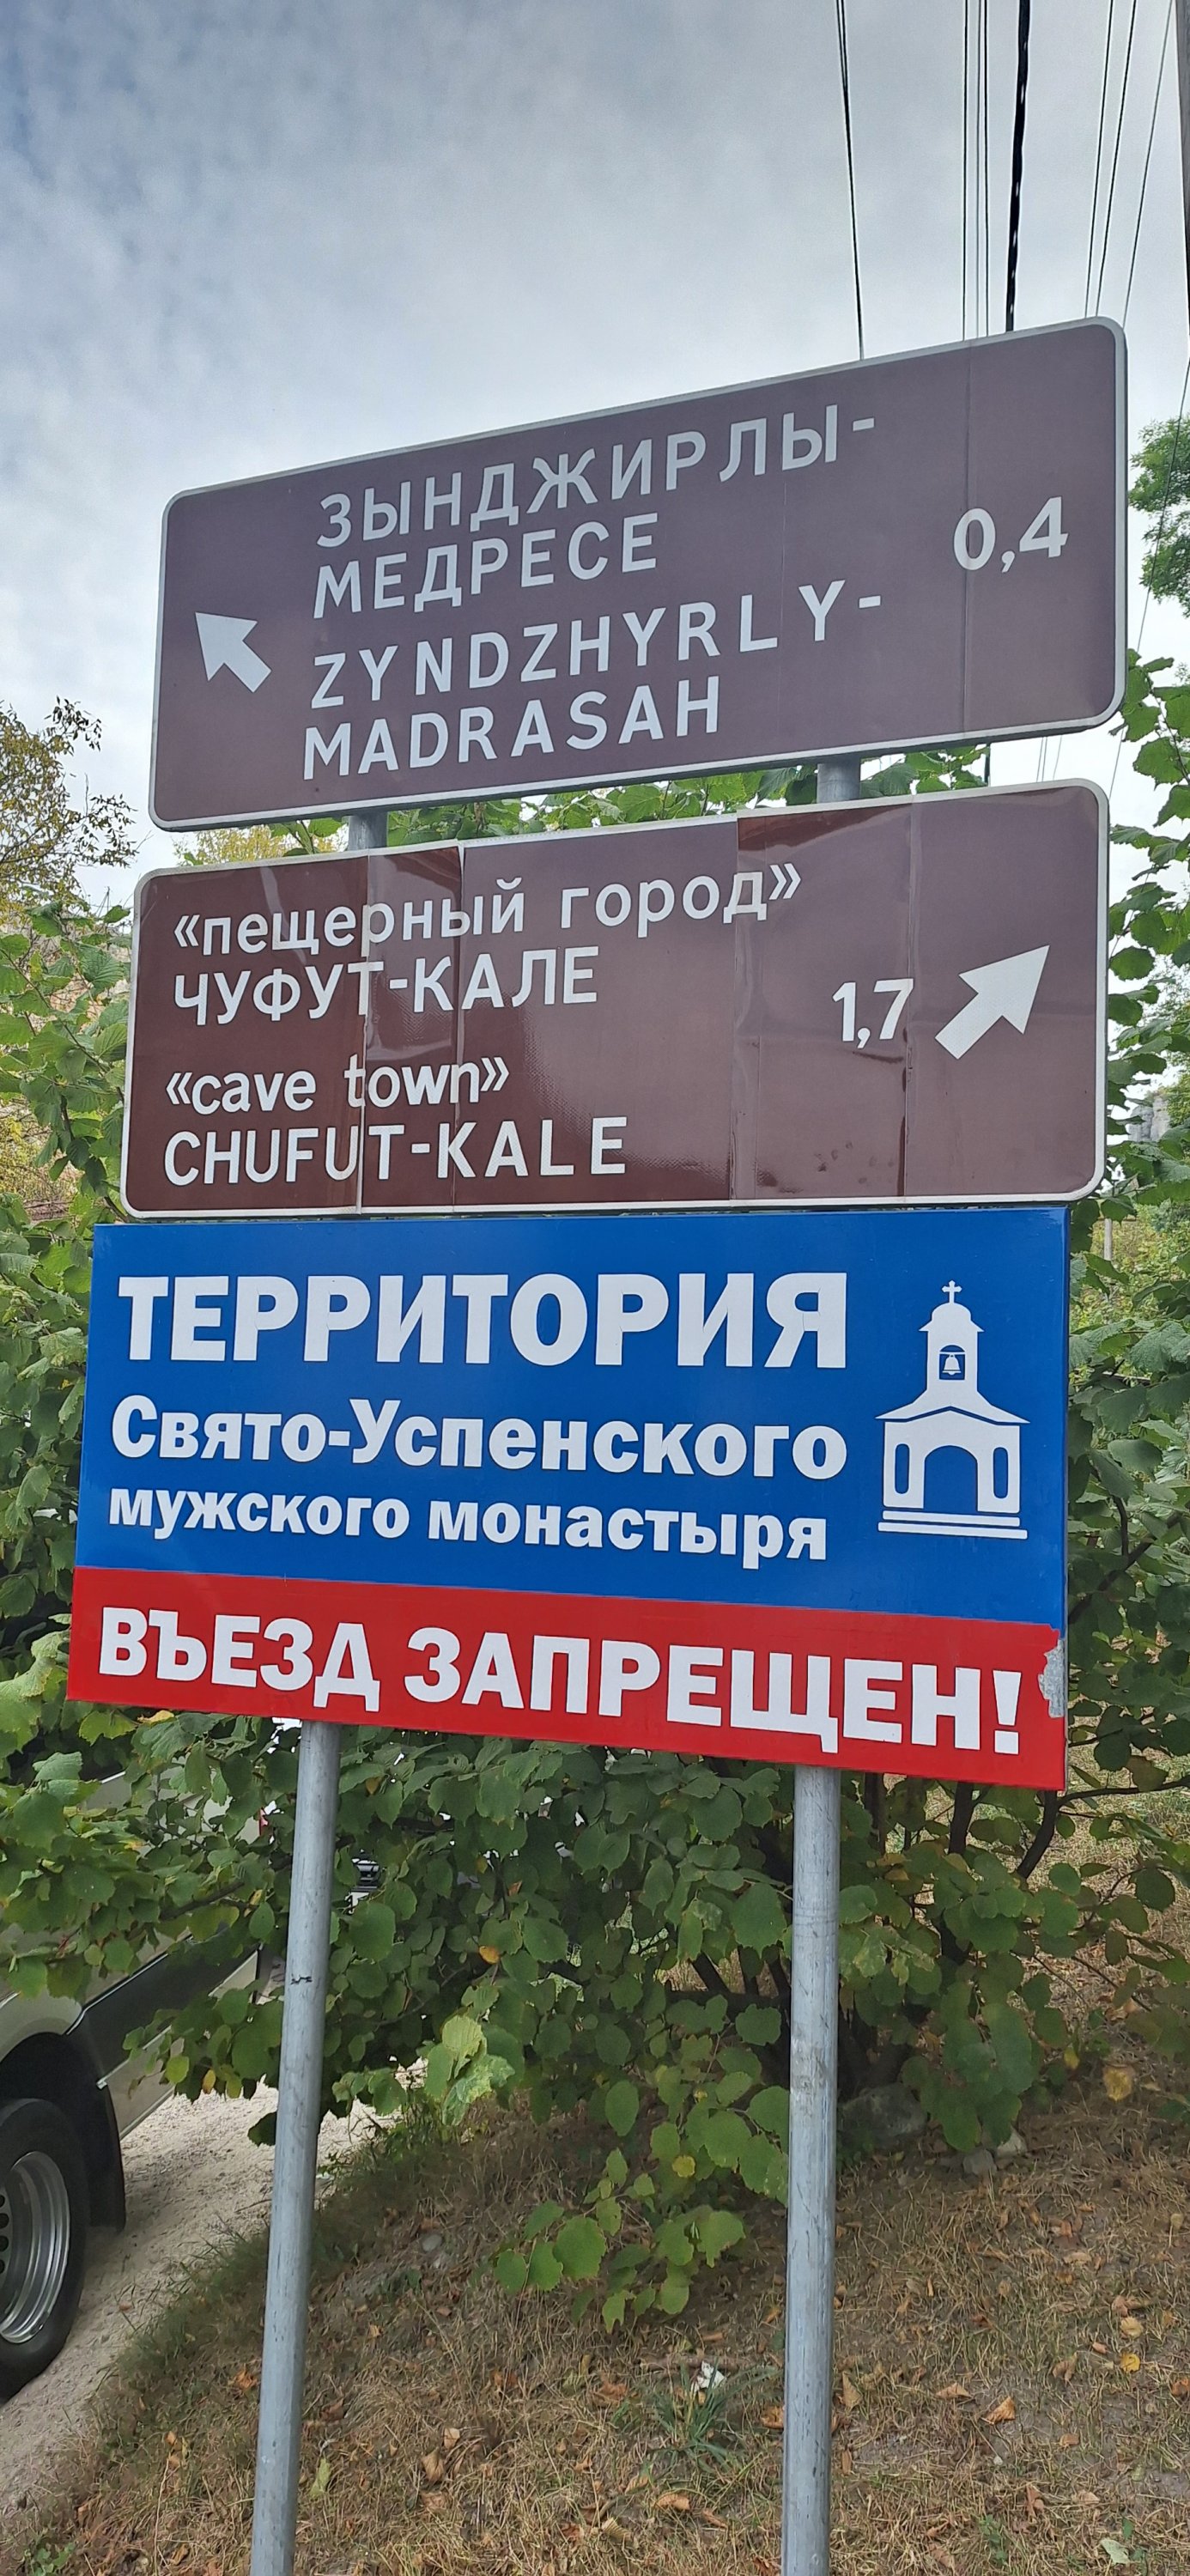 ЗЫНДЖИРЛЫ-
МЕДРЕСЕ
0,4
ZYNDZHYRLY-
MADRASAH
«пещерный город»
ЧУФУТ-КАЛЕ
1,7
«cave town»
CHUFUT-KALE
ТЕРРИТОРИЯ
Свято-Успенского
мужского монастыря
ВЪЕЗД ЗАПРЕЩЕН!